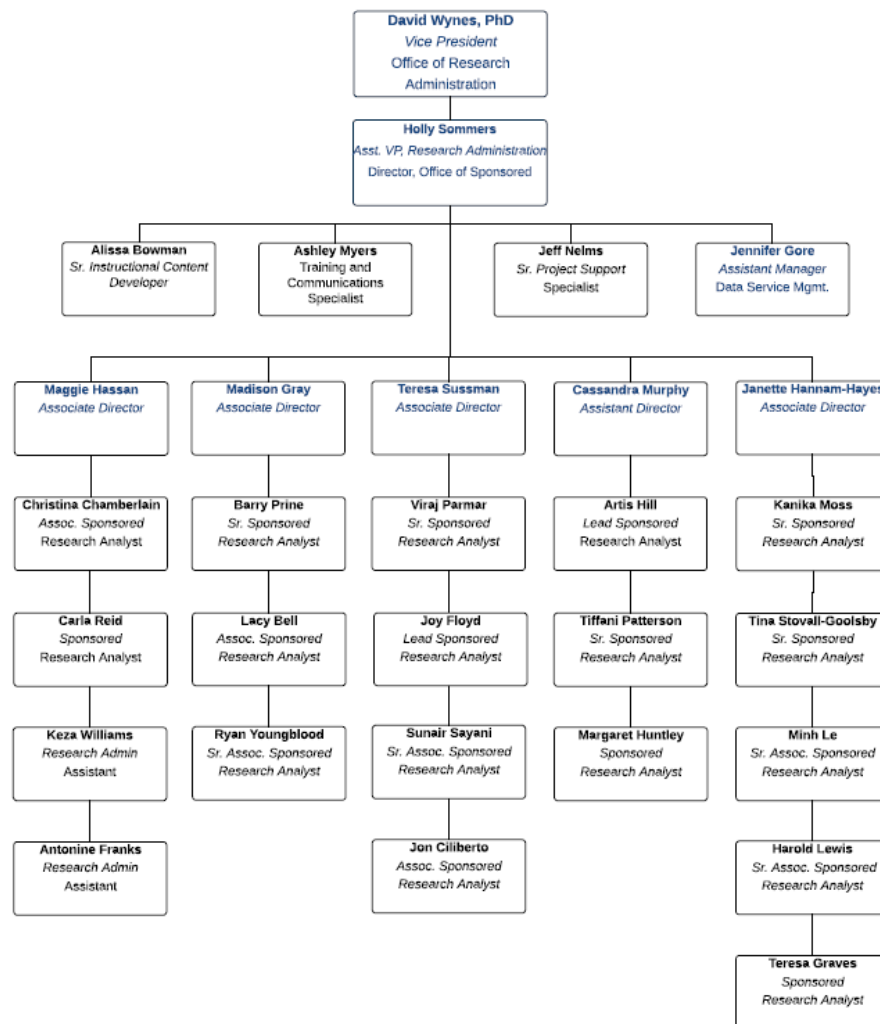 David Wynes, PhD
Vice President
Office of Research
Administration
Holly Sommers
Asst. VP, Research Administration
Director, Office of Sponsored
Alissa Bowman
Sr. Instructional Content
Developer
Ashley Myers
Training and
Communications
Specialist
Jeff Nelms
Sr. Project Support
Specialist
Jennifer Gore
Assistant Manager
Data Service Mgmt.
Maggie Hassan
Associate Director
Madison Gray
Associate Director
Teresa Sussman
Associate Director
Cassandra Murphy
Assistant Director
Janette Hannam-Hayes
Associate Director
Christina Chamberlain
Assoc. Sponsored
Research Analyst
Barry Prine
Sr. Sponsored
Research Analyst
Viraj Parmar
Sr. Sponsored
Research Analyst
Artis Hill
Lead Sponsored
Research Analyst
Kanika Moss
Sr. Sponsored
Research Analyst
Carla Reid
Sponsored
Research Analyst
Lacy Bell
Assoc. Sponsored
Research Analyst
Joy Floyd
Lead Sponsored
Research Analyst
Tiffani Patterson
Sr. Sponsored
Research Analyst
Tina Stovall-Goolsby
Sr. Sponsored
Research Analyst
Keza Williams
Research Admin
Assistant
Ryan Youngblood
Sr. Assoc. Sponsored
Research Analyst
Sunair Sayani
Sr. Assoc. Sponsored
Research Analyst
Margaret Huntley
Sponsored
Research Analyst
Minh Le
Sr. Assoc. Sponsored
Research Analyst
Antonine Franks
Research Admin
Assistant
Jon Ciliberto
Assoc. Sponsored
Research Analyst
Harold Lewis
Sr. Assoc. Sponsored
Research Analyst
Teresa Graves
Sponsored
Research Analyst